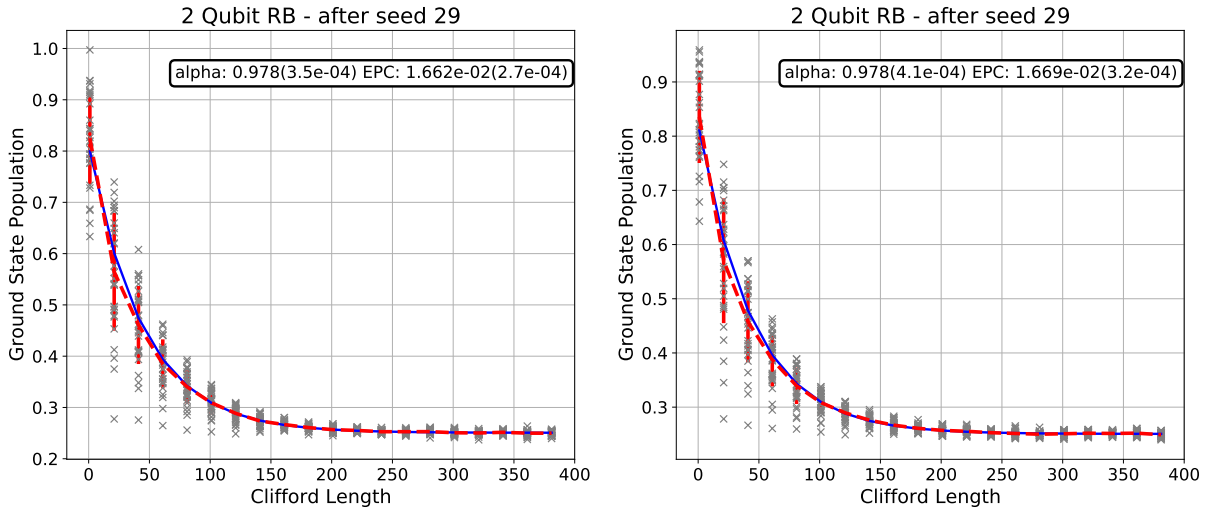 2 Qubit RB - after seed 29
alpha: 0.978(3.5e-04) EPC: 1.662e-02(2.7e-04)
Ground State Population
1.0
0.9
0.8
0.7
0.6
0.5
0.4
0.3
0.2
0 50 100 150 200 250 300 350 400
Clifford Length
2 Qubit RB - after seed 29
alpha: 0.978(4.1e-04) EPC: 1.669e-02(3.2e-04)
Ground State Population
0.9
0.8
0.7
0.6
0.5
0.4
0.3
0 50 100 150 200 250 300 350 400
Clifford Length